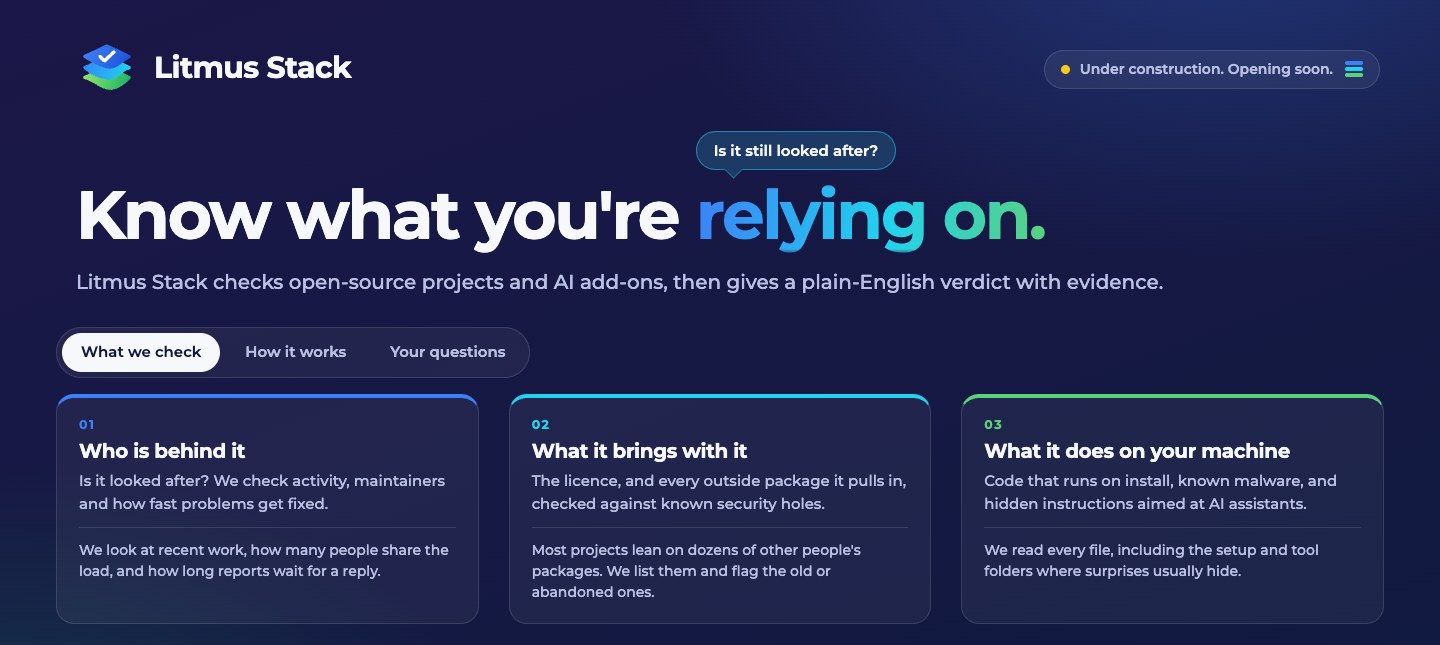 Litmus Stack
Under construction. Opening soon.
Is it still looked after?
Know what you're relying on.
Litmus Stack checks open-source projects and AI add-ons, then gives a plain-English verdict with evidence.
What we check
How it works
Your questions
01
Who is behind it
Is it looked after? We check activity, maintainers
and how fast problems get fixed.
We look at recent work, how many people share the
load, and how long reports wait for a reply.
02
What it brings with it
The licence, and every outside package it pulls in,
checked against known security holes.
Most projects lean on dozens of other people's
packages. We list them and flag the old or
abandoned ones.
03
What it does on your machine
Code that runs on install, known malware, and
hidden instructions aimed at AI assistants.
We read every file, including the setup and tool
folders where surprises usually hide.